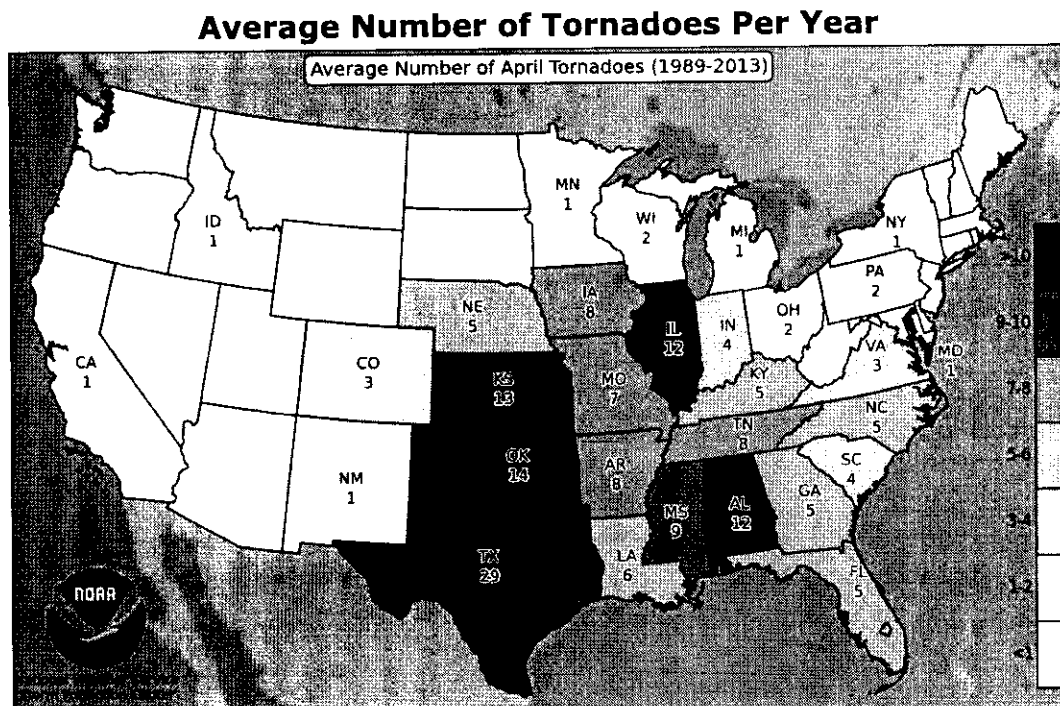 Average Number of Tornadoes Per Year
Average Number of April Tornadoes (1989-2013)
MN
1
ID
1
WI
2
MI
1
NY
1
PA
2
NE
5
IA
8
IL
12
IN
4
OH
2
VA
3
MD
1
CA
1
CO
3
KS
13
MO
7
KY
5
NC
5
TN
8
NM
1
OK
14
AR
8
SC
4
MS
9
AL
12
GA
5
TX
29
LA
6
FL
5
NOAA
>10
9-10
7-8
5-6
3-4
1-2
<1